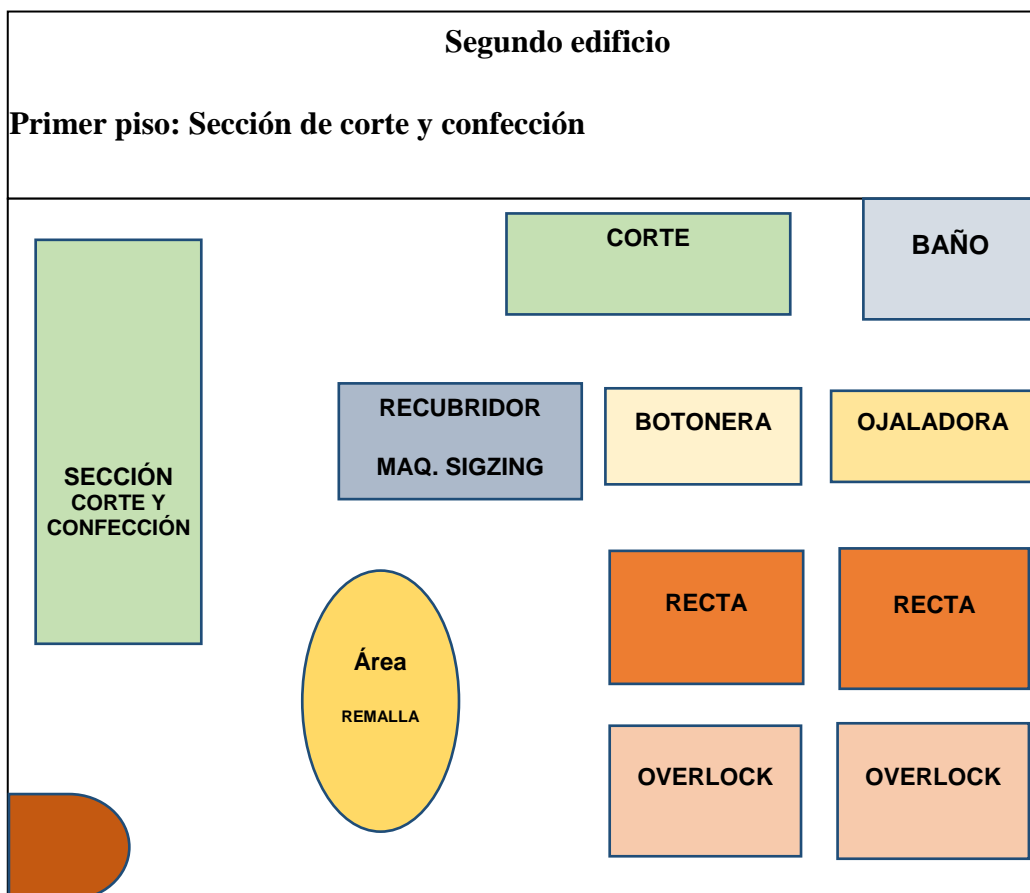 Segundo edificio
Primer piso: Sección de corte y confección
CORTE
BAÑO
SECCIÓN
CORTE Y
CONFECCIÓN
RECUBRIDOR
MAQ. SIGZING
BOTONERA
OJALADORA
RECTA
RECTA
Área
REMALLA
OVERLOCK
OVERLOCK